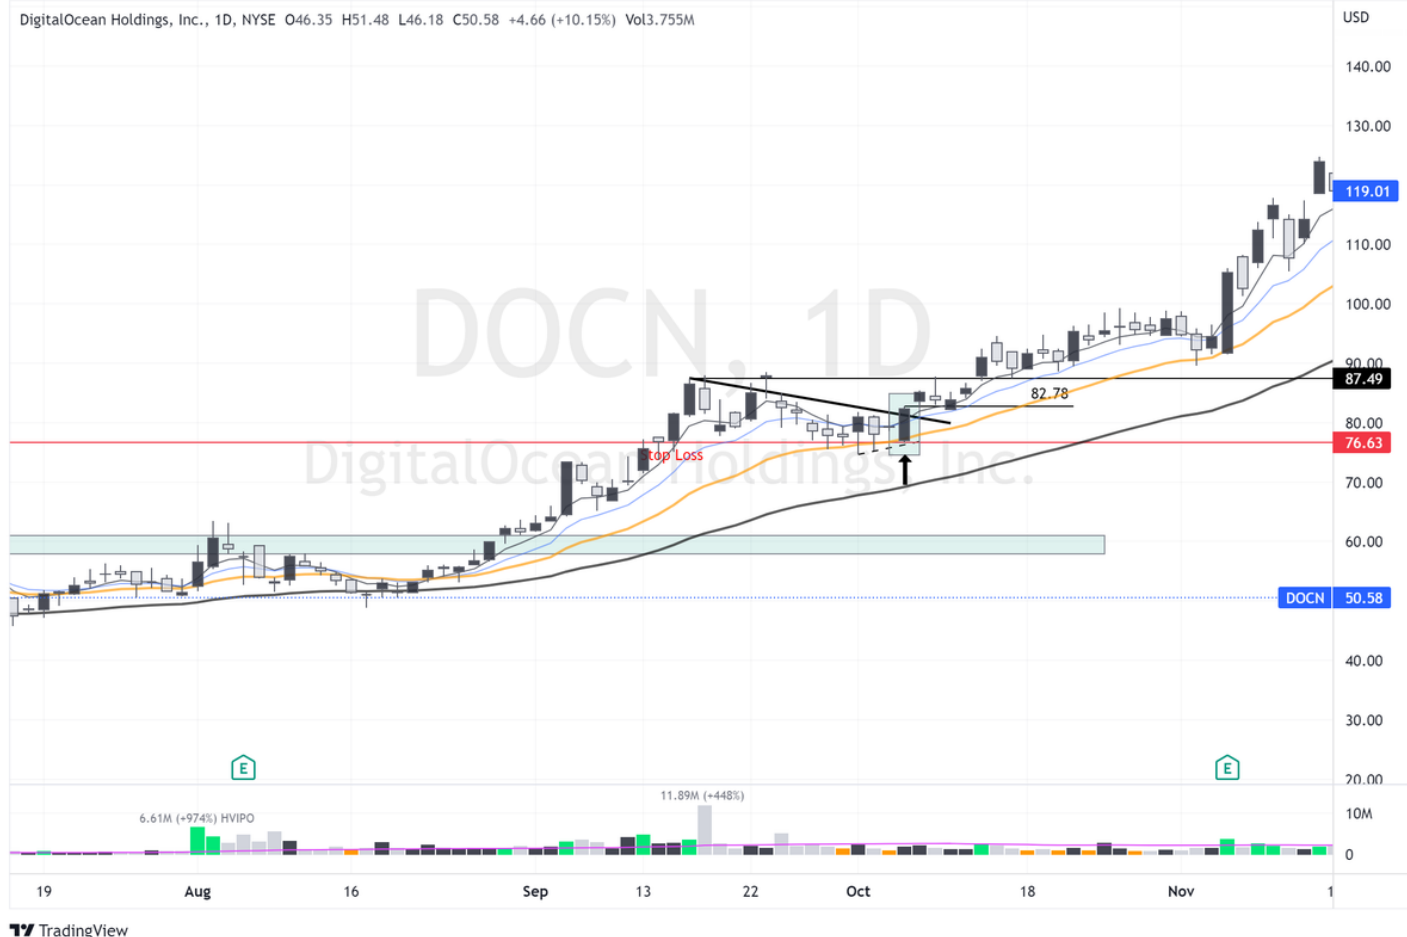 DigitalOcean Holdings, Inc., 1D, NYSE O46.35 H51.48 L46.18 C50.58 +4.66 (+10.15%) Vol3.755M
USD
140.00
130.00
119.01
110.00
DOCN, 1D
100.00
90.00
87.49
82.78
80.00
76.63
Stop Loss
DigitalOcean Holdings, Inc.
70.00
60.00
DOCN 50.58
40.00
30.00
E E
20.00
11.89M (+448%)
6.61M (+974%) HVIPO
10M
0
19 Aug 16 Sep 13 22 Oct 18 Nov 1
TradingView